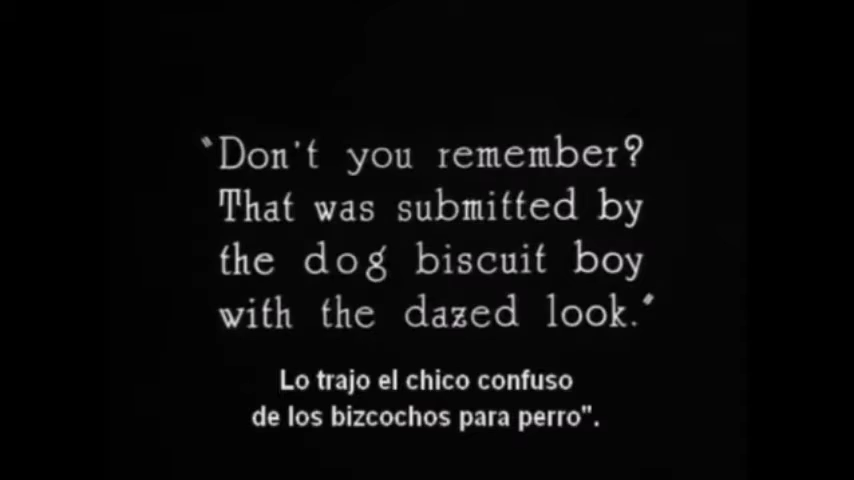 "Don't you remember?
That was submitted by
the dog biscuit boy
with the dazed look."
Lo trajo el chico confuso
de los bizcochos para perro".